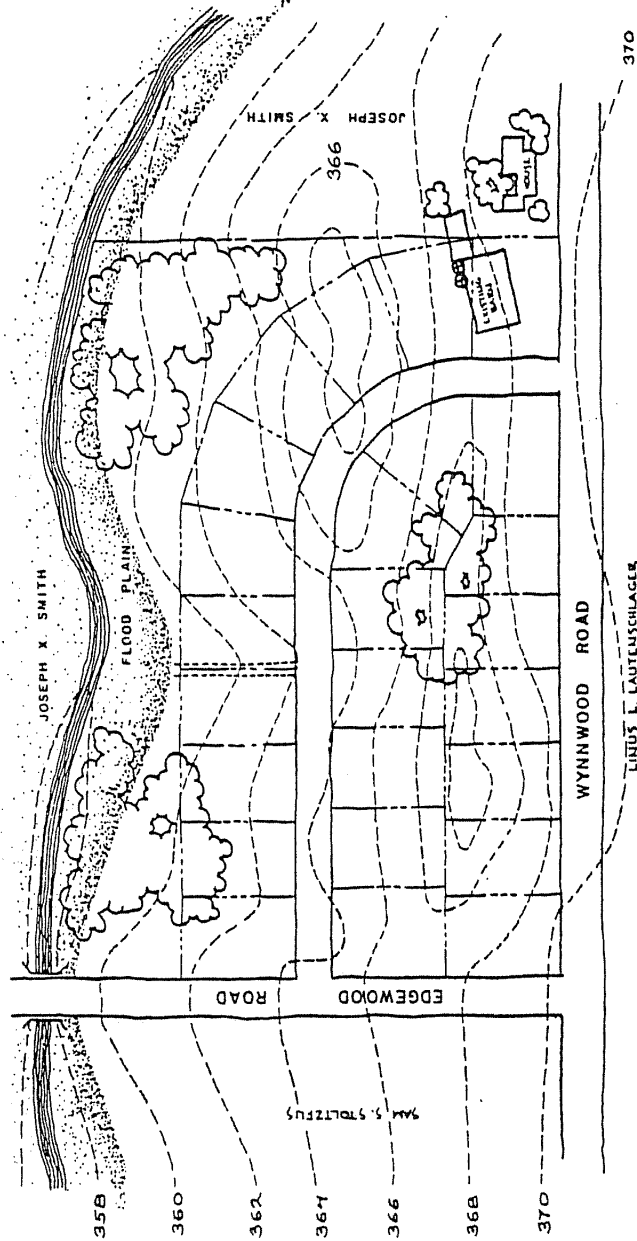 JOSEPH X. SMITH
FLOOD PLAIN
JOSEPH X. SMITH
366
HOUSE
EXISTING BARN
EDGEWOOD ROAD
WYNNWOOD ROAD
LINUS L. LAUTENSCHLAGER
SAM S. STOLTZFUS
358
360
362
364
366
368
370
370